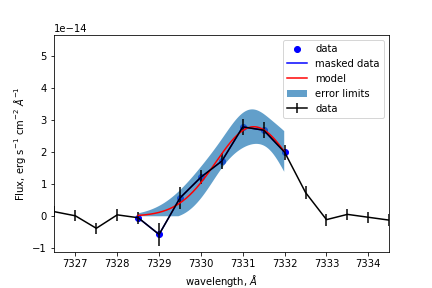 1e−14
data
masked data
model
error limits
data
5
4
3
2
1
0
−1
Flux, erg s⁻¹ cm⁻² Å⁻¹
7327 7328 7329 7330 7331 7332 7333 7334
wavelength, Å